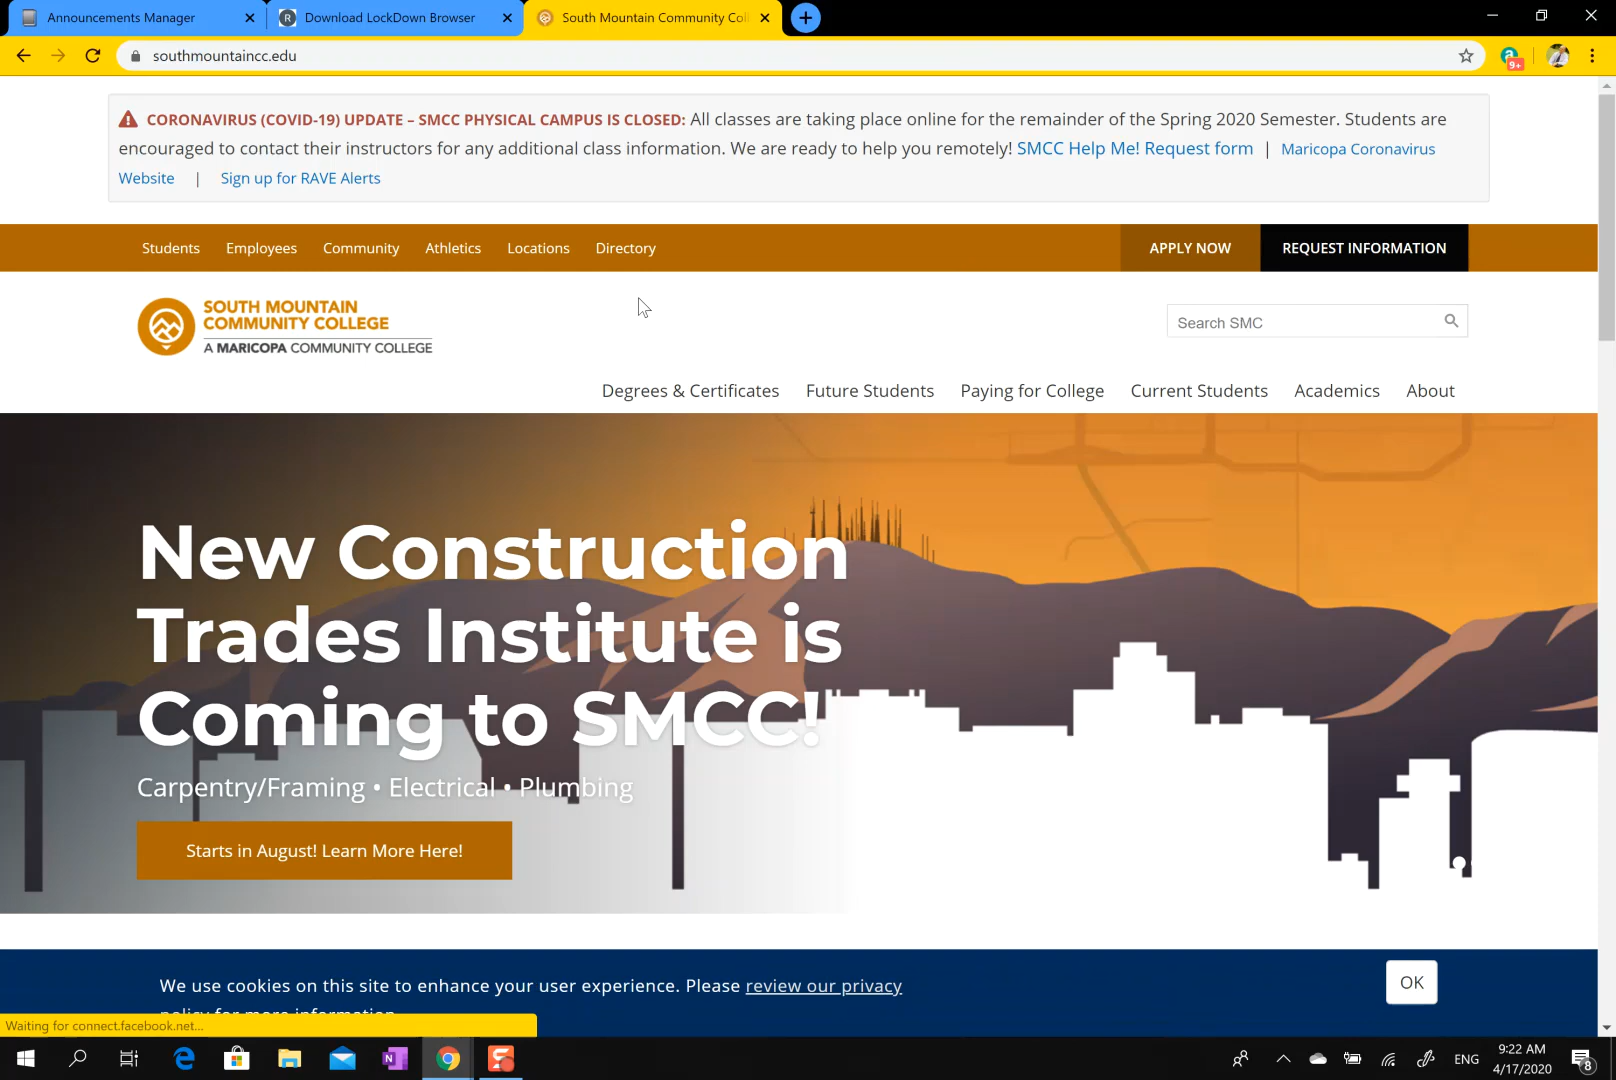 Announcements Manager
Download LockDown Browser
South Mountain Community Col
southmountaincc.edu
9+
CORONAVIRUS (COVID-19) UPDATE – SMCC PHYSICAL CAMPUS IS CLOSED: All classes are taking place online for the remainder of the Spring 2020 Semester. Students are
encouraged to contact their instructors for any additional class information. We are ready to help you remotely! SMCC Help Me! Request form | Maricopa Coronavirus
Website | Sign up for RAVE Alerts
Students Employees Community Athletics Locations Directory APPLY NOW REQUEST INFORMATION
SOUTH MOUNTAIN
COMMUNITY COLLEGE
A MARICOPA COMMUNITY COLLEGE
Search SMC
Degrees & Certificates Future Students Paying for College Current Students Academics About
New Construction
Trades Institute is
Coming to SMCC!
Carpentry/Framing • Electrical • Plumbing
Starts in August! Learn More Here!
We use cookies on this site to enhance your user experience. Please review our privacy
policy for more information
OK
Waiting for connect.facebook.net...
ENG
9:22 AM
4/17/2020
8